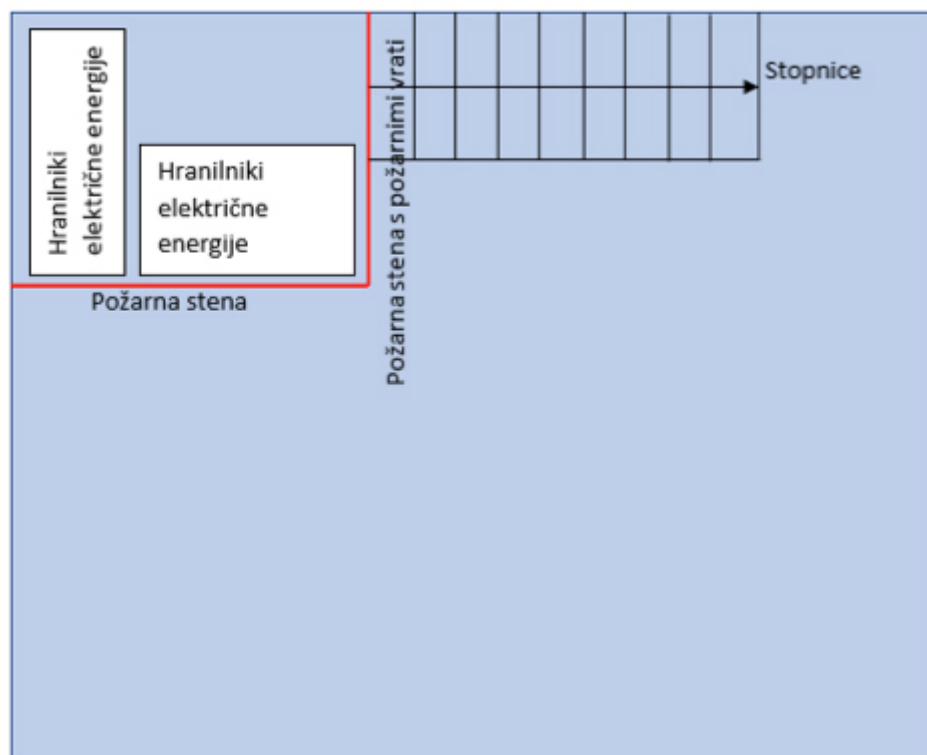 Hranilniki
električne energije
Hranilniki
električne
energije
Požarna stena
Požarna stena s požarnimi vrati
Stopnice